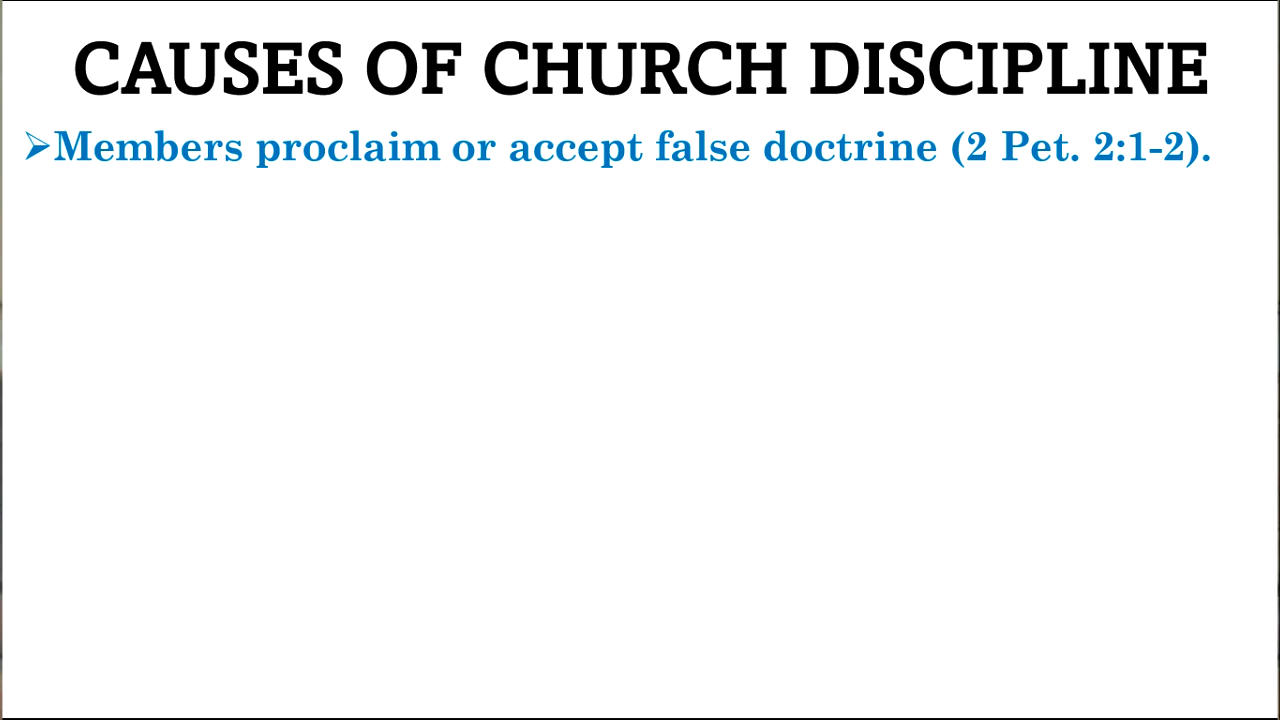 CAUSES OF CHURCH DISCIPLINE
➢Members proclaim or accept false doctrine (2 Pet. 2:1-2).